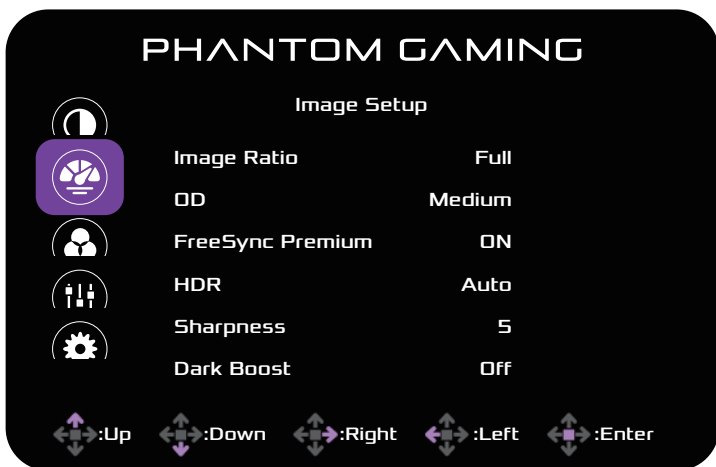 PHANTOM GAMING
Image Setup
Image Ratio Full
OD Medium
FreeSync Premium ON
HDR Auto
Sharpness 5
Dark Boost Off
:Up :Down :Right :Left :Enter